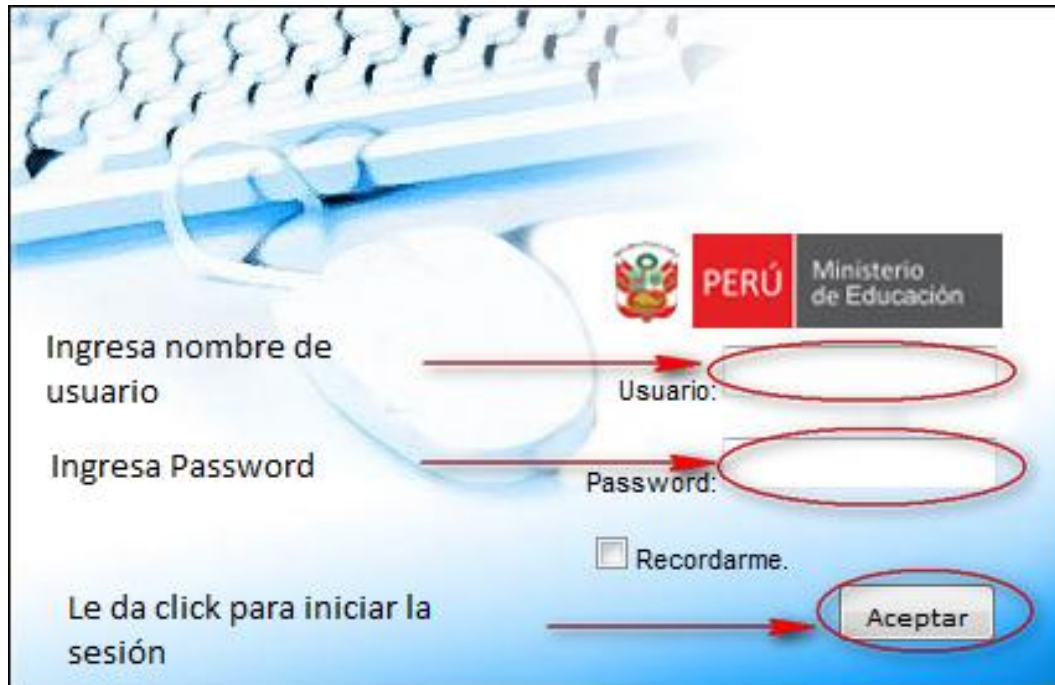 PERÚ
Ministerio
de Educación
Ingresa nombre de
usuario
Usuario:
Ingresa Password
Password:
Recordarme.
Le da click para iniciar la
sesión
Aceptar